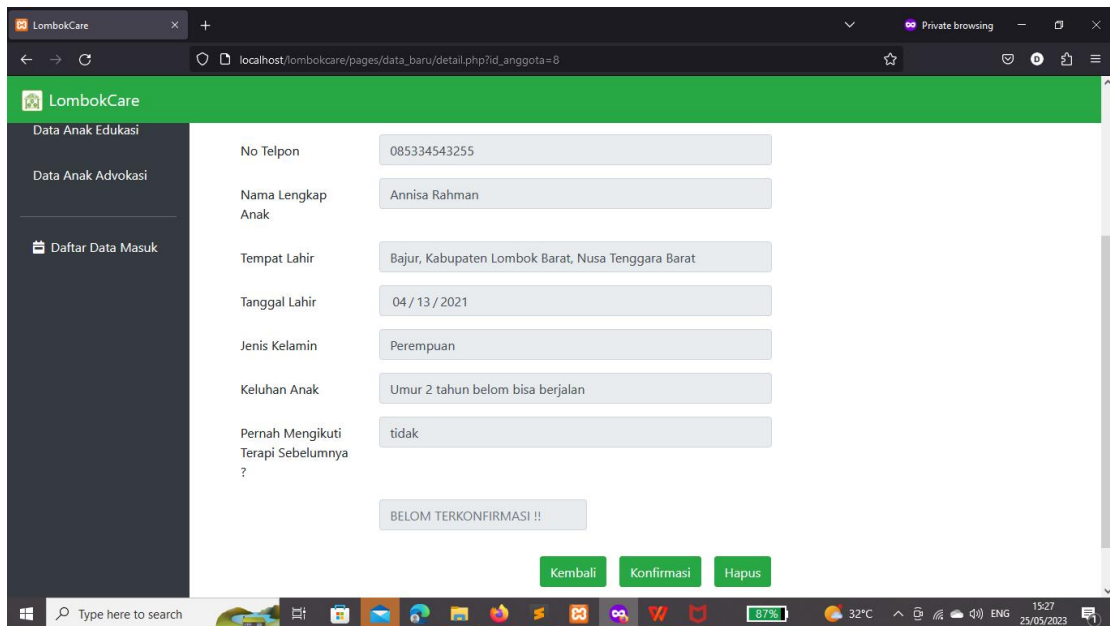 LombokCare
Private browsing
localhost/lombokcare/pages/data_baru/detail.php?id_anggota=8
LombokCare
Data Anak Edukasi
Data Anak Advokasi
Daftar Data Masuk
No Telpon
085334543255
Nama Lengkap
Anak
Annisa Rahman
Tempat Lahir
Bajur, Kabupaten Lombok Barat, Nusa Tenggara Barat
Tanggal Lahir
04 / 13 / 2021
Jenis Kelamin
Perempuan
Keluhan Anak
Umur 2 tahun belom bisa berjalan
Pernah Mengikuti
Terapi Sebelumnya
?
tidak
BELOM TERKONFIRMASI !!
Kembali
Konfirmasi
Hapus
Type here to search
87%
32°C
ENG
15:27
25/05/2023